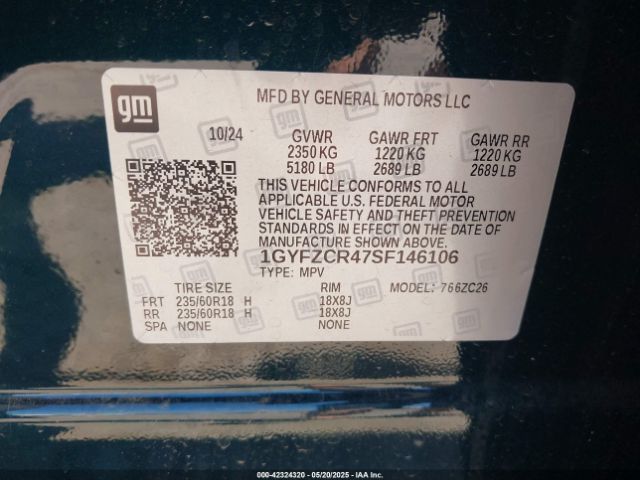 gm
MFD BY GENERAL MOTORS LLC
10/24 GVWR GAWR FRT GAWR RR
2350 KG 1220 KG 1220 KG
5180 LB 2689 LB 2689 LB
THIS VEHICLE CONFORMS TO ALL
APPLICABLE U.S. FEDERAL MOTOR
VEHICLE SAFETY AND THEFT PREVENTION
STANDARDS IN EFFECT ON THE DATE OF
MANUFACTURE SHOWN ABOVE.
1GYFZCR47SF146106
TYPE: MPV
TIRE SIZE RIM MODEL: 766ZC26
FRT 235/60R18 H 18X8J
RR 235/60R18 H 18X8J
SPA NONE NONE
000-42324320 | 05/20/2025 | IAA Inc.